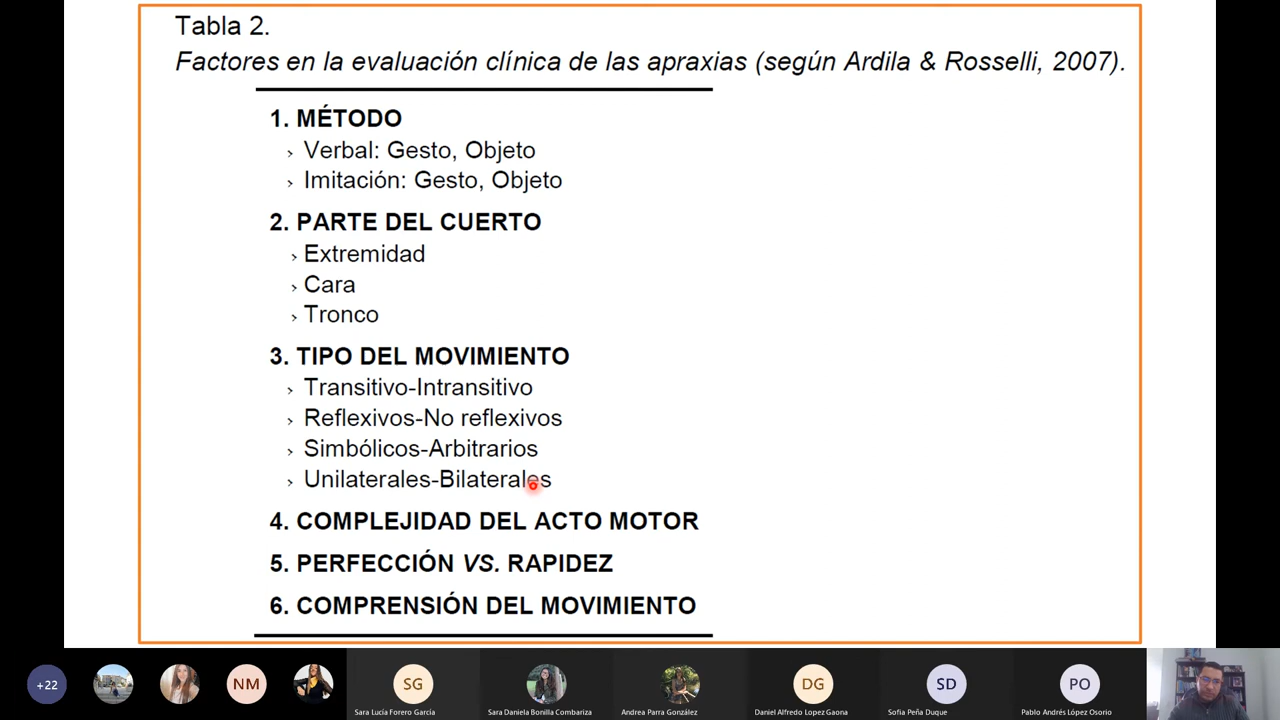 Tabla 2.
Factores en la evaluación clínica de las apraxias (según Ardila & Rosselli, 2007).
1. MÉTODO
› Verbal: Gesto, Objeto
› Imitación: Gesto, Objeto
2. PARTE DEL CUERTO
› Extremidad
› Cara
› Tronco
3. TIPO DEL MOVIMIENTO
› Transitivo-Intransitivo
› Reflexivos-No reflexivos
› Simbólicos-Arbitrarios
› Unilaterales-Bilaterales
4. COMPLEJIDAD DEL ACTO MOTOR
5. PERFECCIÓN VS. RAPIDEZ
6. COMPRENSIÓN DEL MOVIMIENTO
+22 NM SG DG SD PO
Sara Lucía Forero García Sara Daniela Bonilla Combariza Andrea Parra González Daniel Alfredo Lopez Gaona Sofia Peña Duque Pablo Andrés López Osorio